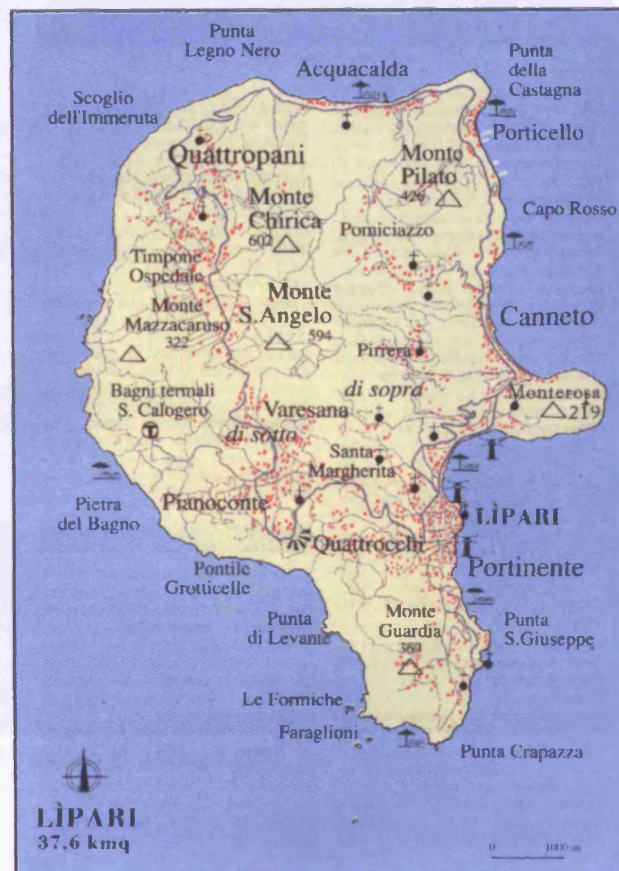 Punta
Legno Nero
Acquacalda
Punta
della
Castagna
Scoglio
dell'Immeruta
Porticello
Quattropani
Monte
Pilato
426
Monte
Chirica
602
Capo Rosso
Pomiciazzo
Timpone
Ospedale
Monte
S.Angelo
594
Monte
Mazzacaruso
322
Canneto
Pirrera
di sopra
Monterosa
219
Bagni termali
S. Calogero
T
Varesana
di sotto
Santa
Margherita
Pietra
del Bagno
Pianoconte
LÌPARI
Quattrocchi
Portinente
Pontile
Grotticelle
Punta
di Levante
Monte
Guardia
369
Punta
S.Giuseppe
Le Formiche
Faraglioni
Punta Crapazza
LÌPARI
37,6 kmq
0 1000 m